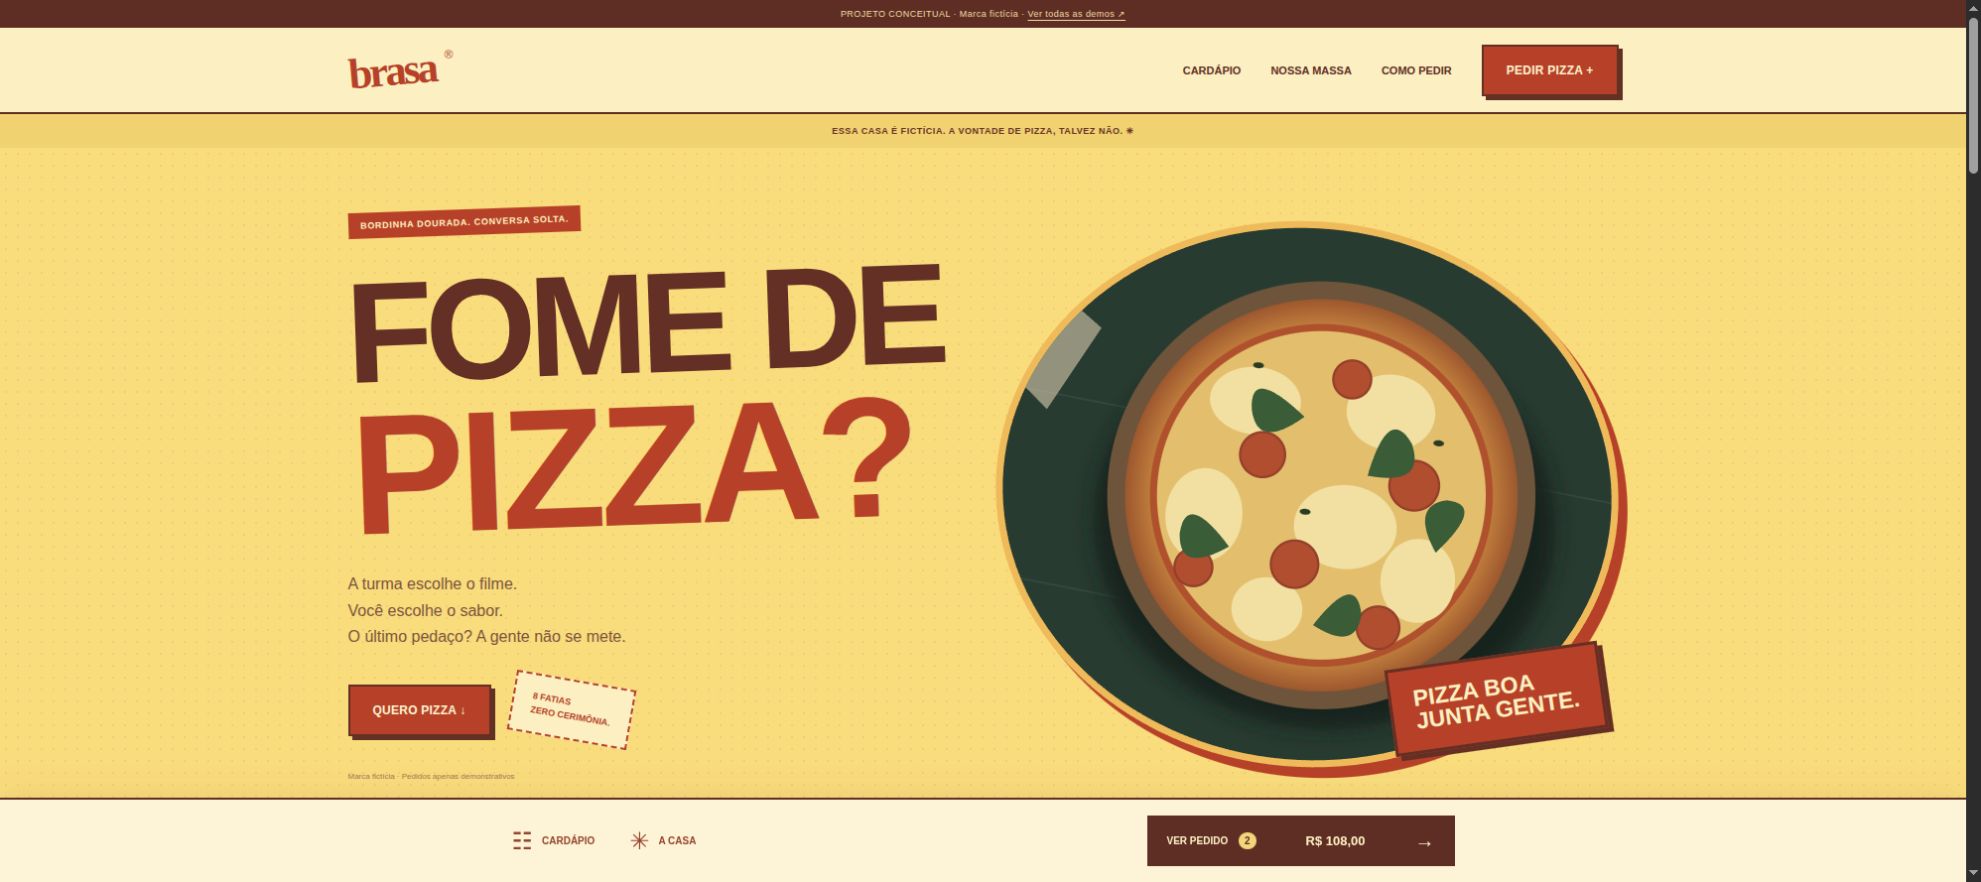 PROJETO CONCEITUAL · Marca fictícia · Ver todas as demos ↗
brasa ®
CARDÁPIO
NOSSA MASSA
COMO PEDIR
PEDIR PIZZA +
ESSA CASA É FICTÍCIA. A VONTADE DE PIZZA, TALVEZ NÃO. ✳
BORDINHA DOURADA. CONVERSA SOLTA.
FOME DE
PIZZA?
A turma escolhe o filme.
Você escolhe o sabor.
O último pedaço? A gente não se mete.
QUERO PIZZA ↓
8 FATIAS
ZERO CERIMÔNIA.
Marca fictícia · Pedidos apenas demonstrativos
PIZZA BOA
JUNTA GENTE.
CARDÁPIO
A CASA
VER PEDIDO 2 R$ 108,00 →